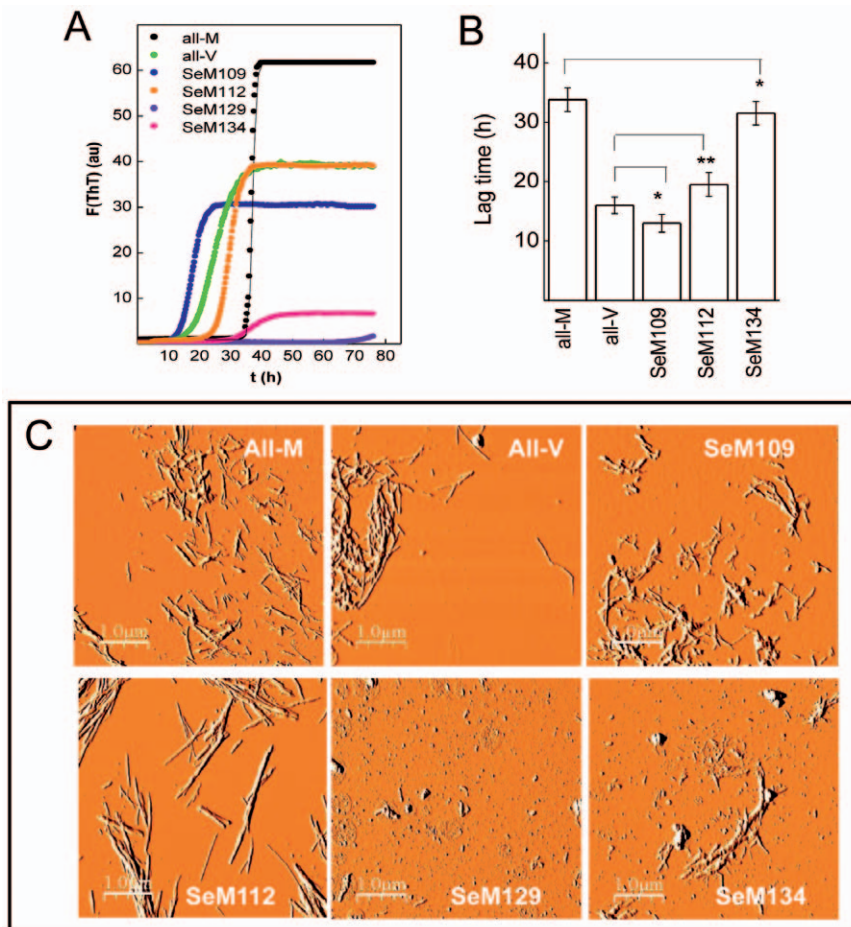 A
all-M
all-V
SeM109
SeM112
SeM129
SeM134
F(ThT) (au)
60
50
40
30
20
10
10 20 30 40 50 60 70 80
t (h)
B
Lag time (h)
40
30
20
10
*
**
*
all-M
all-V
SeM109
SeM112
SeM134
C
All-M
1.0µm
All-V
1.0µm
SeM109
1.0µm
SeM112
1.0µm
SeM129
1.0µm
SeM134
1.0µm